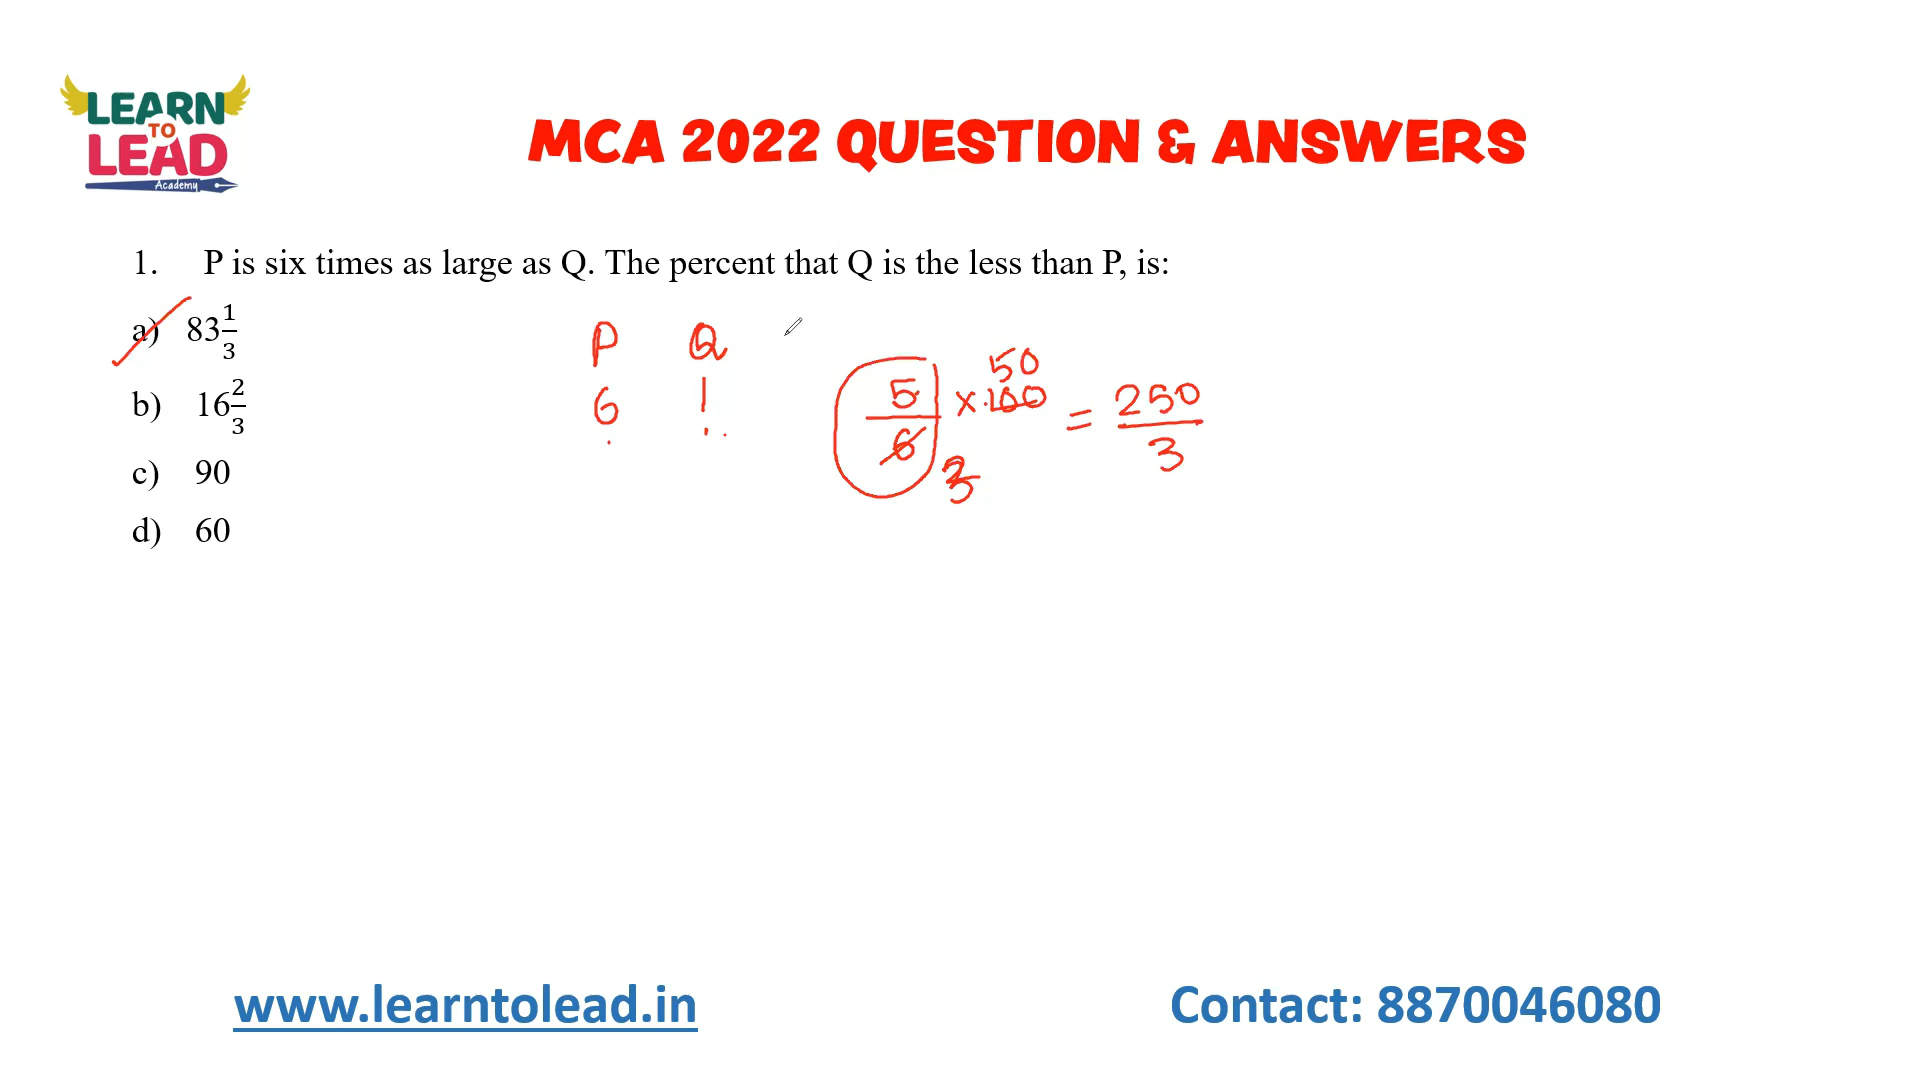 LEARN
TO
LEAD
Academy
MCA 2022 QUESTION & ANSWERS
1. P is six times as large as Q. The percent that Q is the less than P, is:
a) 83 1/3
b) 16 2/3
c) 90
d) 60
P Q
6 1
5/6 × 100 = 250/3
50
3
www.learntolead.in
Contact: 8870046080